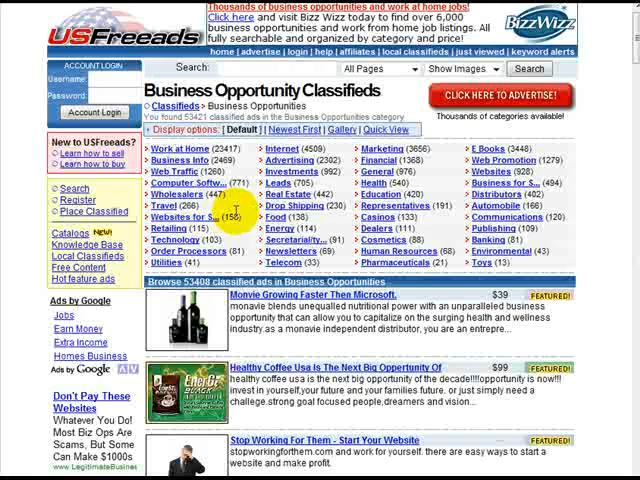 Thousands of business opportunities and work at home jobs!
Click here and visit Bizz Wizz today to find over 6,000
business opportunities and work from home job listings. All
fully searchable and organized by category and price!
USFreeads
BizzWizz
home | advertise | login | help | affiliates | local classifieds | just viewed | keyword alerts
ACCOUNT LOGIN
Username:
Password:
Account Login
Search: All Pages Show Images Search
Business Opportunity Classifieds
Classifieds > Business Opportunities
You found 53421 classified ads in the Business Opportunities category
Display options: [ Default ] | Newest First | Gallery | Quick View
CLICK HERE TO ADVERTISE!
Thousands of categories available!
New to USFreeads?
Learn how to sell
Learn how to buy
Search
Register
Place Classified
Catalogs NEW!
Knowledge Base
Local Classifieds
Free Content
Hot feature ads
Work at Home (23417) Internet (4509) Marketing (3656) E Books (3448)
Business Info (2469) Advertising (2302) Financial (1368) Web Promotion (1279)
Web Traffic (1260) Investments (992) General (976) Websites (928)
Computer Softw... (771) Leads (705) Health (540) Business for S... (494)
Wholesalers (447) Real Estate (442) Education (420) Distributors (322)
Travel (266) Drop Shipping (230) Representatives (191) Automobile (166)
Websites for S... (158) Food (138) Casinos (133) Communications (120)
Retailing (115) Energy (114) Dealers (111) Publishing (109)
Technology (103) Secretariality... (91) Cosmetics (88) Banking (81)
Order Processors (81) Newsletters (69) Human Resources (68) Environmental (43)
Utilities (41) Telecom (33) Pharmaceuticals (21) Toys (13)
Browse 53408 classified ads in Business Opportunities
Monvie Growing Faster Then Microsoft. $39 FEATURED!
monavie blends unequalled nutritional power with an unparalleled business
opportunity that can allow you to capitalize on the surging health and wellness
industry.as a monavie independent distributor, you are an entrepre...
Healthy Coffee Usa Is The Next Big Oppertunity Of $99 FEATURED!
healthy coffee usa is the next big opportunity of the decade!!!!opportunity is now!!!
invest in yourself,your future and your families future. or just simply need a
challege.strong goal focused people,dreamers and vision...
Stop Working For Them - Start Your Website FEATURED!
stopworkingforthem.com and work for yourself. there are easy ways to start a
website and make profit.
Ads by Google
Jobs
Earn Money
Extra Income
Homes Business
Ads by Google
Don't Pay These
Websites
Whatever You Do!
Most Biz Ops Are
Scams, But Some
Can Make $1000s
www.LegitimateBusines